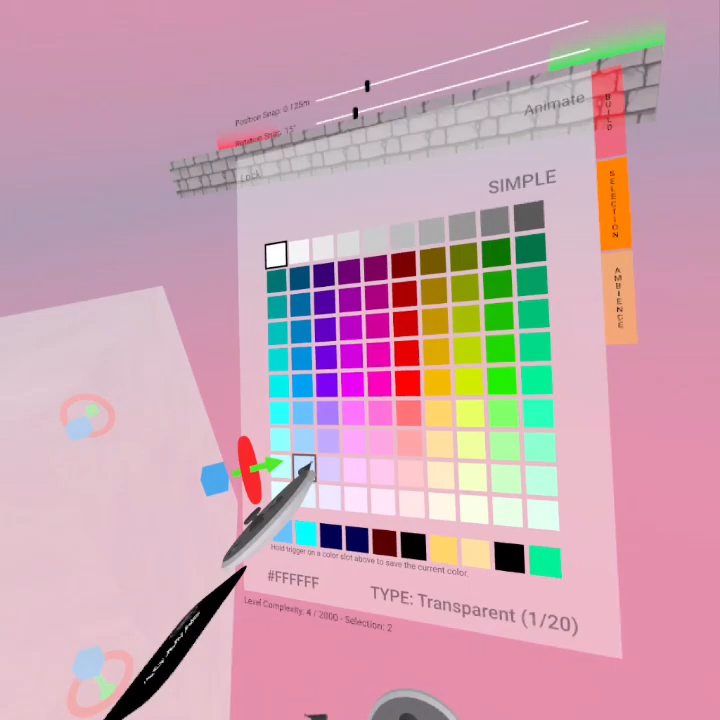 Position Snap: 0.125m
Rotation Snap: 15°
Animate
Lock
SIMPLE
BUILD
SELECTION
AMBIENCE
Hold trigger on a color slot above to save the current color.
#FFFFFF
TYPE: Transparent (1/20)
Level Complexity: 4 / 2000 - Selection: 2